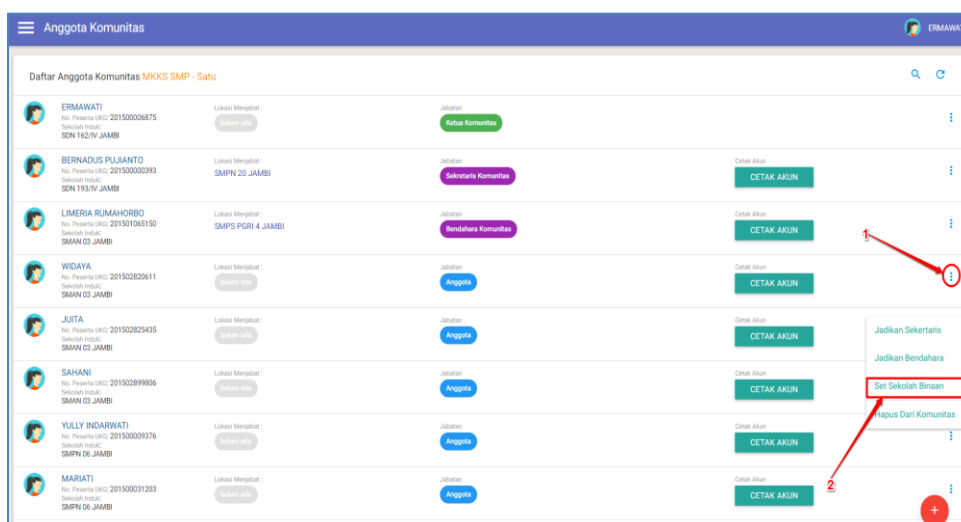 Anggota Komunitas
ERMAWAT
Daftar Anggota Komunitas MKKS SMP - Satu
ERMAWATI
No. Peserta UKG: 201500006875
Sekolah Induk:
SDN 162/IV JAMBI
Lokasi Menjabat :
belum ada
Jabatan
Ketua Komunitas
BERNADUS PUJIANTO
No. Peserta UKG: 201500000393
Sekolah Induk:
SDN 193/IV JAMBI
Lokasi Menjabat :
SMPN 20 JAMBI
Jabatan
Sekretaris Komunitas
Cetak Akun
CETAK AKUN
LIMERIA RUMAHORBO
No. Peserta UKG: 201501065150
Sekolah Induk:
SMAN 03 JAMBI
Lokasi Menjabat :
SMPS PGRI 4 JAMBI
Jabatan
Bendahara Komunitas
Cetak Akun
CETAK AKUN
1
WIDAYA
No. Peserta UKG: 201502820611
Sekolah Induk:
SMAN 03 JAMBI
Lokasi Menjabat :
belum ada
Jabatan
Anggota
Cetak Akun
CETAK AKUN
JUITA
No. Peserta UKG: 201502825435
Sekolah Induk:
SMAN 03 JAMBI
Lokasi Menjabat :
belum ada
Jabatan
Anggota
Cetak Akun
CETAK AKUN
Jadikan Sekertaris
Jadikan Bendahara
Set Sekolah Binaan
Hapus Dari Komunitas
SAHANI
No. Peserta UKG: 201502899806
Sekolah Induk:
SMAN 03 JAMBI
Lokasi Menjabat :
belum ada
Jabatan
Anggota
Cetak Akun
CETAK AKUN
YULLY INDARWATI
No. Peserta UKG: 201500009376
Sekolah Induk:
SMPN 06 JAMBI
Lokasi Menjabat :
belum ada
Jabatan
Anggota
Cetak Akun
CETAK AKUN
MARIATI
No. Peserta UKG: 201500031203
Sekolah Induk:
SMPN 06 JAMBI
Lokasi Menjabat :
belum ada
Jabatan
Anggota
Cetak Akun
CETAK AKUN
2
+